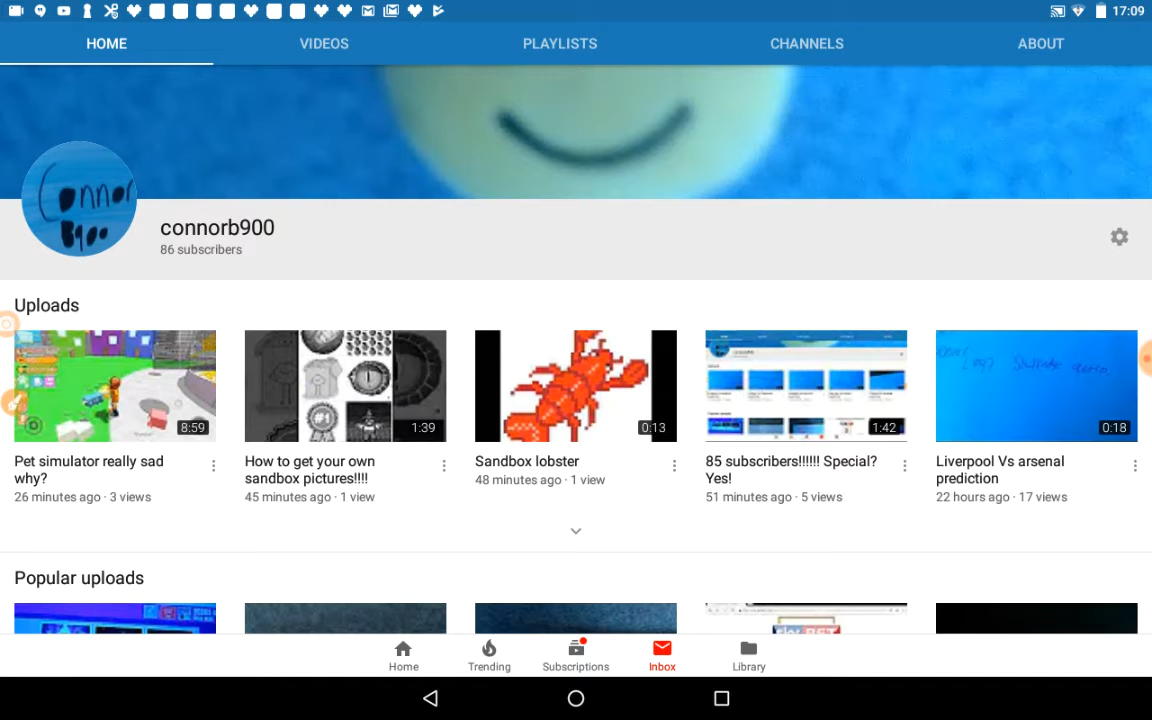 17:09
HOME VIDEOS PLAYLISTS CHANNELS ABOUT
Connor
B900
connorb900
86 subscribers
Uploads
8:59
1:39
0:13
1:42
0:18
#1
Pet simulator really sad
why?
26 minutes ago · 3 views
How to get your own
sandbox pictures!!!!
45 minutes ago · 1 view
Sandbox lobster
48 minutes ago · 1 view
85 subscribers!!!!!! Special?
Yes!
51 minutes ago · 5 views
Liverpool Vs arsenal
prediction
22 hours ago · 17 views
Popular uploads
Home Trending Subscriptions Inbox Library